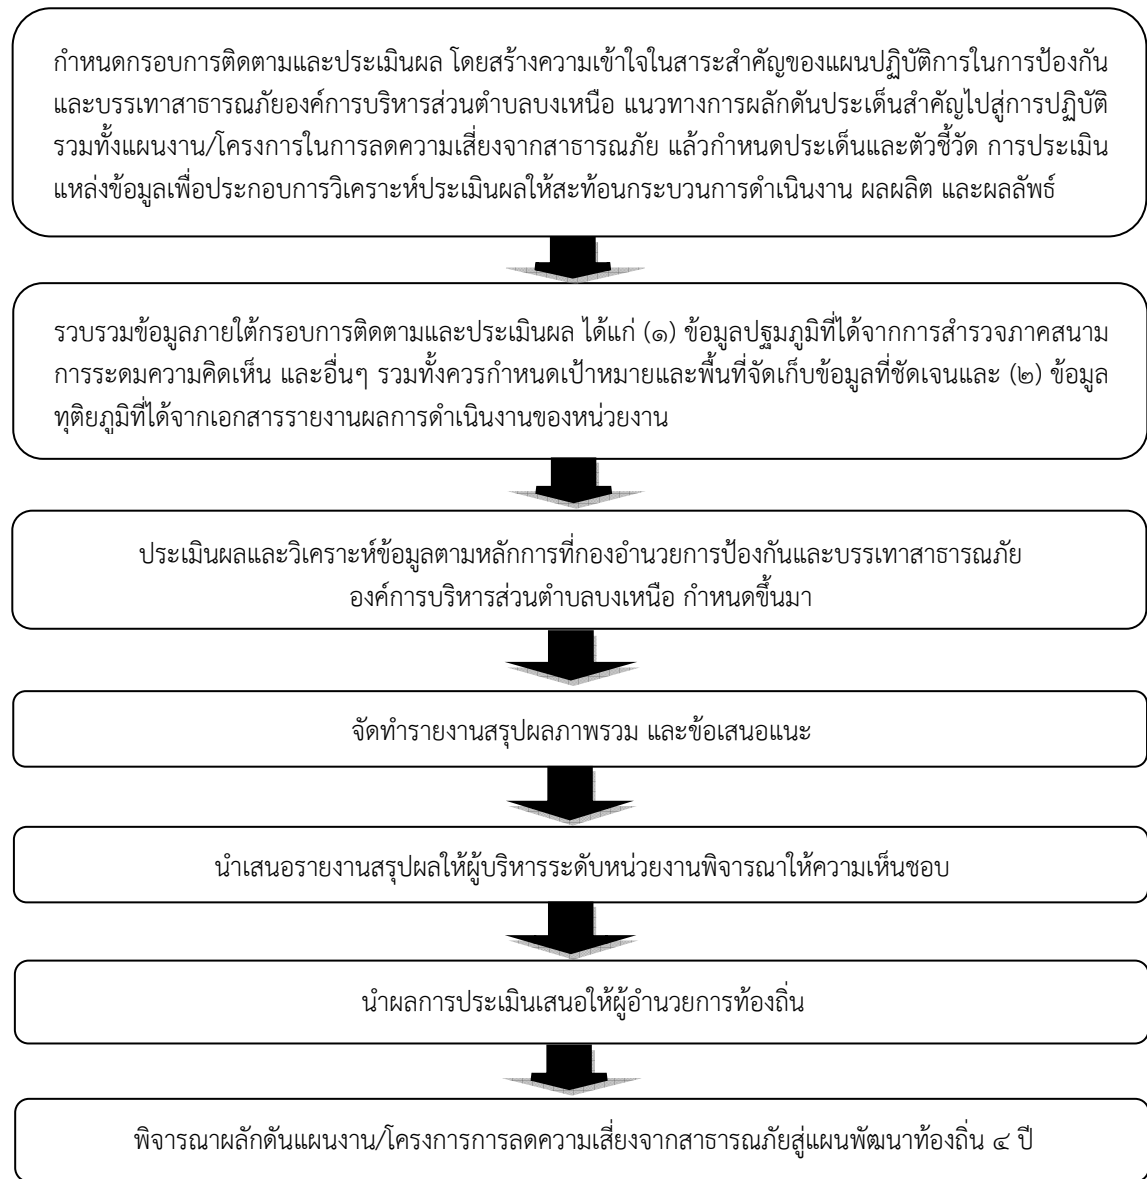 กำหนดกรอบการติดตามและประเมินผล โดยสร้างความเข้าใจในสาระสำคัญของแผนปฏิบัติการในการป้องกัน
และบรรเทาสาธารณภัยองค์การบริหารส่วนตำบลบงเหนือ แนวทางการผลักดันประเด็นสำคัญไปสู่การปฏิบัติ
รวมทั้งแผนงาน/โครงการในการลดความเสี่ยงจากสาธารณภัย แล้วกำหนดประเด็นและตัวชี้วัด การประเมิน
แหล่งข้อมูลเพื่อประกอบการวิเคราะห์ประเมินผลให้สะท้อนกระบวนการดำเนินงาน ผลผลิต และผลลัพธ์
รวบรวมข้อมูลภายใต้กรอบการติดตามและประเมินผล ได้แก่ (๑) ข้อมูลปฐมภูมิที่ได้จากการสำรวจภาคสนาม
การระดมความคิดเห็น และอื่นๆ รวมทั้งควรกำหนดเป้าหมายและพื้นที่จัดเก็บข้อมูลที่ชัดเจนและ (๒) ข้อมูล
ทุติยภูมิที่ได้จากเอกสารรายงานผลการดำเนินงานของหน่วยงาน
ประเมินผลและวิเคราะห์ข้อมูลตามหลักการที่กองอำนวยการป้องกันและบรรเทาสาธารณภัย
องค์การบริหารส่วนตำบลบงเหนือ กำหนดขึ้นมา
จัดทำรายงานสรุปผลภาพรวม และข้อเสนอแนะ
นำเสนอรายงานสรุปผลให้ผู้บริหารระดับหน่วยงานพิจารณาให้ความเห็นชอบ
นำผลการประเมินเสนอให้ผู้อำนวยการท้องถิ่น
พิจารณาผลักดันแผนงาน/โครงการการลดความเสี่ยงจากสาธารณภัยสู่แผนพัฒนาท้องถิ่น ๔ ปี